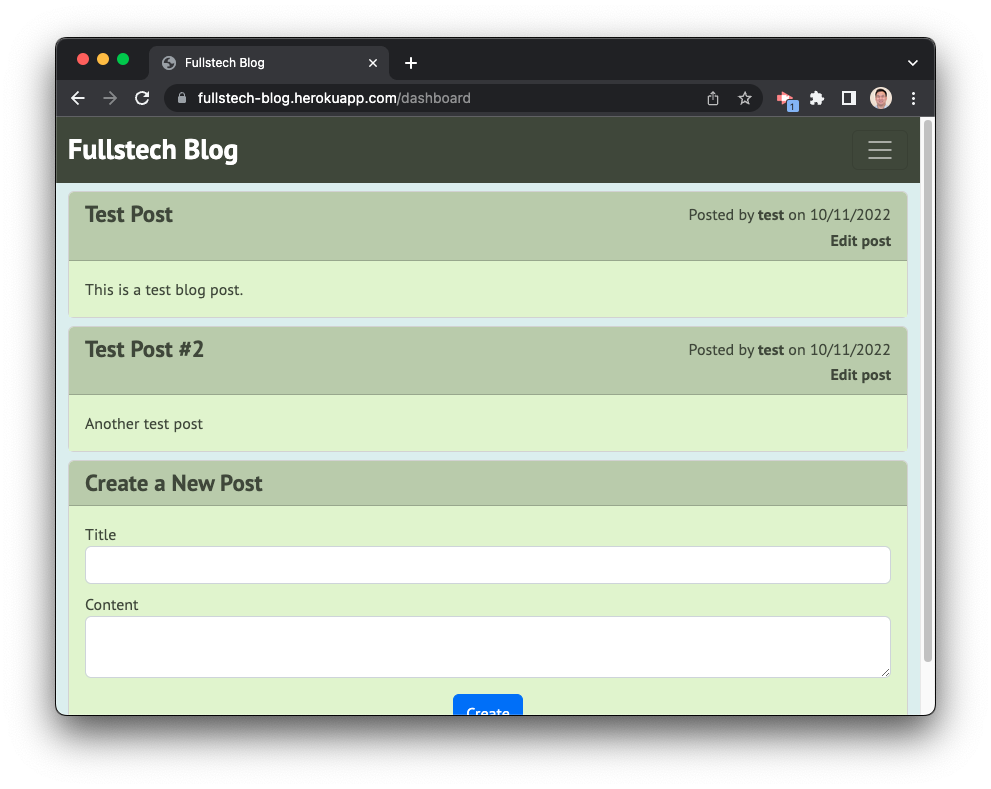 Fullstech Blog
fullstech-blog.herokuapp.com/dashboard
1
Fullstech Blog
Test Post
Posted by test on 10/11/2022
Edit post
This is a test blog post.
Test Post #2
Posted by test on 10/11/2022
Edit post
Another test post
Create a New Post
Title
Content
Create